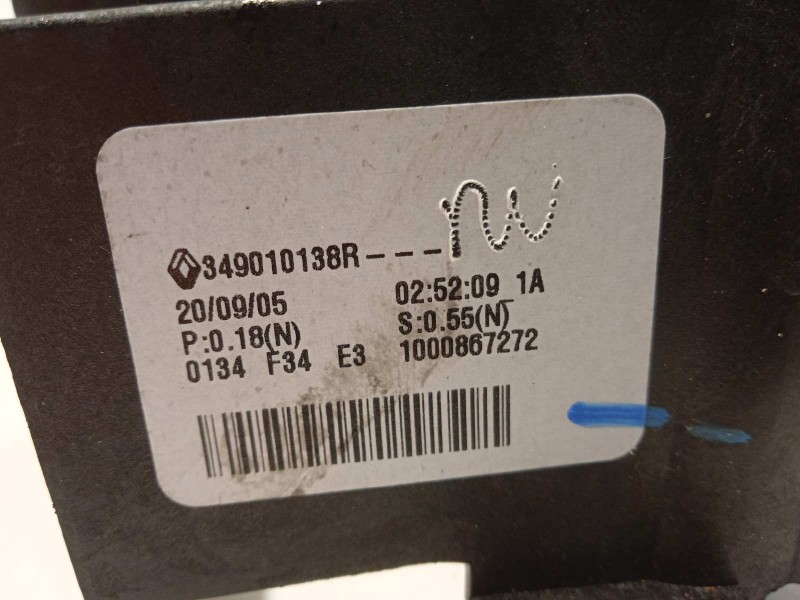 349010138R---
20/09/05 02:52:09 1A
P:0.18(N) S:0.55(N)
0134 F34 E3 1000867272